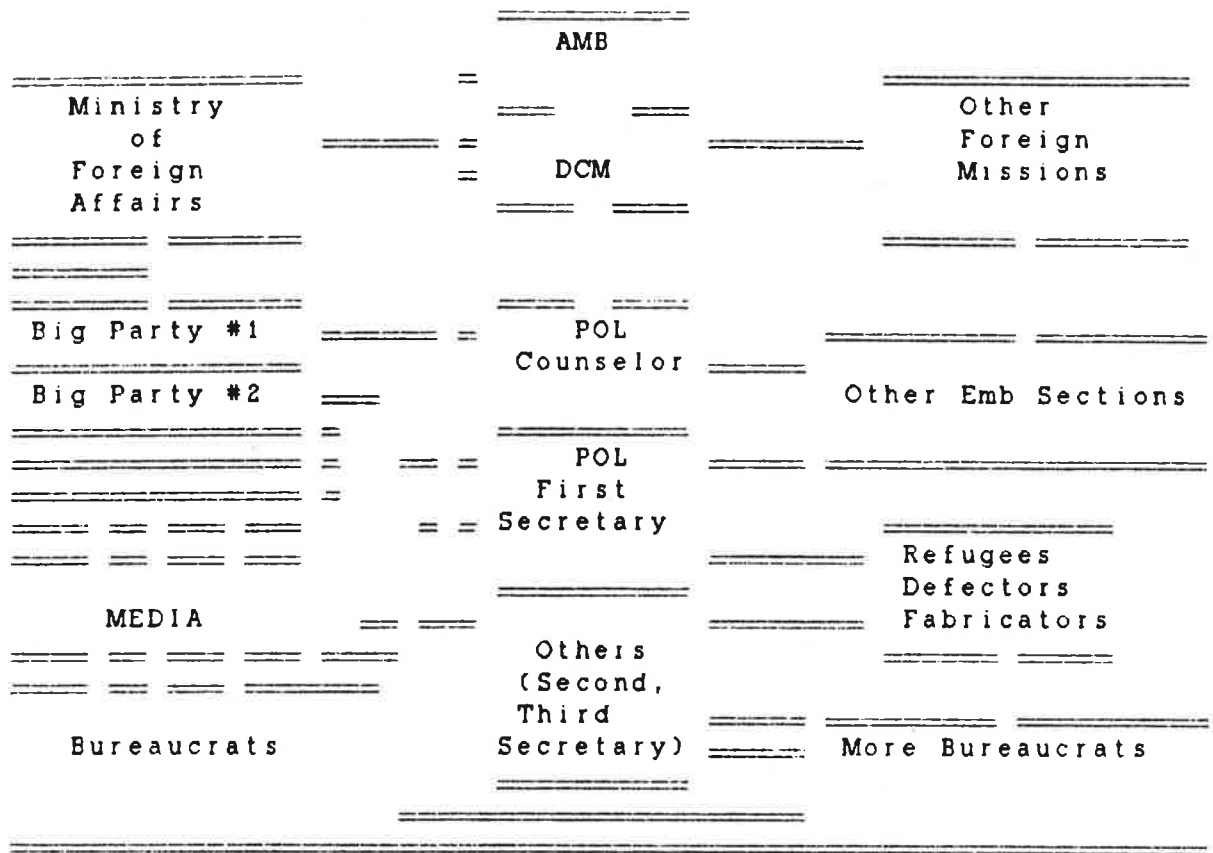 AMB
Ministry
of
Foreign
Affairs
DCM
Other
Foreign
Missions
Big Party #1
Big Party #2
POL
Counselor
Other Emb Sections
POL
First
Secretary
MEDIA
Refugees
Defectors
Fabricators
Bureaucrats
Others
(Second,
Third
Secretary)
More Bureaucrats